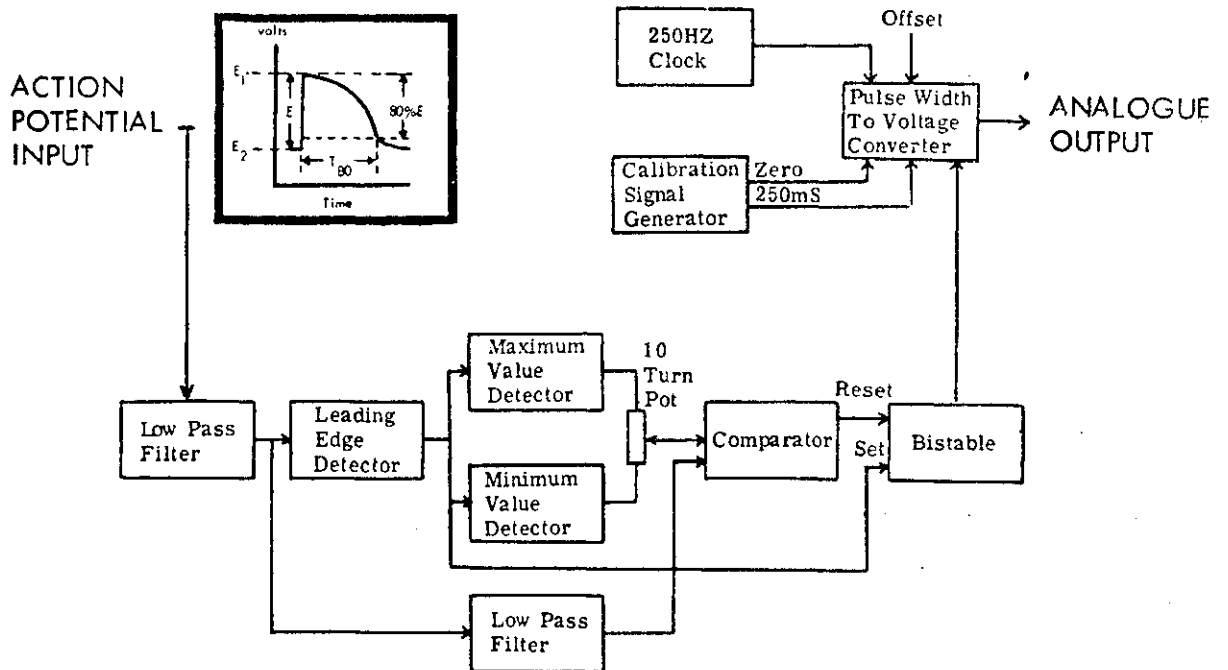 ACTION
POTENTIAL
INPUT
volts
E1
E
80%E
E2
T80
Time
250HZ
Clock
Offset
Pulse Width
To Voltage
Converter
ANALOGUE
OUTPUT
Calibration
Signal
Generator
Zero
250mS
Low Pass
Filter
Leading
Edge
Detector
Maximum
Value
Detector
10
Turn
Pot
Minimum
Value
Detector
Comparator
Reset
Set
Bistable
Low Pass
Filter